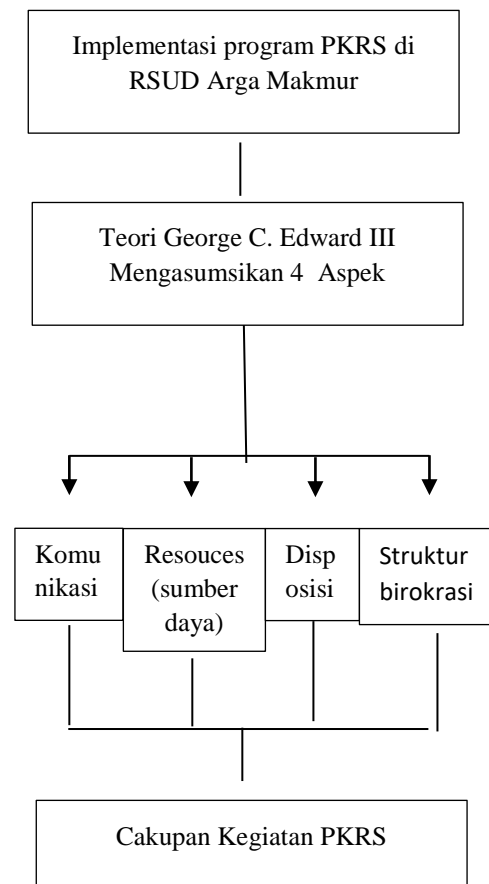 Implementasi program PKRS di
RSUD Arga Makmur
Teori George C. Edward III
Mengasumsikan 4 Aspek
Komu
nikasi
Resouces
(sumber
daya)
Disp
osisi
Struktur
birokrasi
Cakupan Kegiatan PKRS